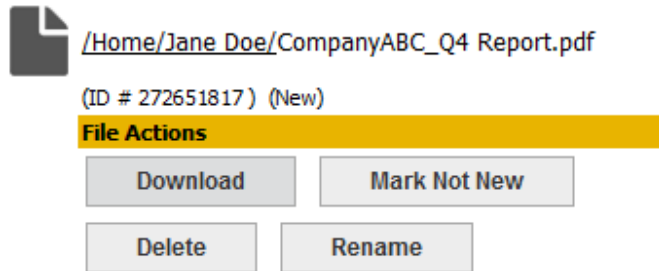 /Home/Jane Doe/CompanyABC_Q4 Report.pdf
(ID # 272651817 ) (New)
File Actions
Download Mark Not New
Delete Rename